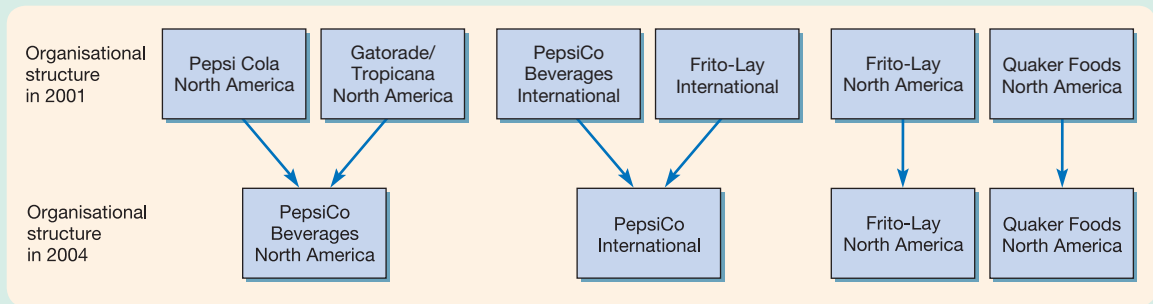 Organisational
structure
in 2001
Pepsi Cola
North America
Gatorade/
Tropicana
North America
PepsiCo
Beverages
International
Frito-Lay
International
Frito-Lay
North America
Quaker Foods
North America
Organisational
structure
in 2004
PepsiCo
Beverages
North America
PepsiCo
International
Frito-Lay
North America
Quaker Foods
North America